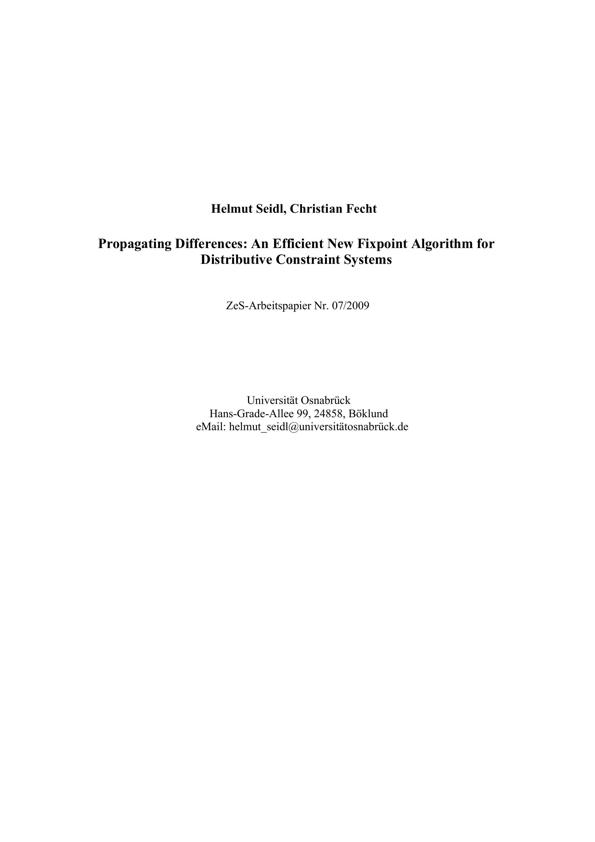 Helmut Seidl, Christian Fecht
Propagating Differences: An Efficient New Fixpoint Algorithm for
Distributive Constraint Systems
ZeS-Arbeitspapier Nr. 07/2009
Universität Osnabrück
Hans-Grade-Allee 99, 24858, Böklund
eMail: helmut_seidl@universitätosnabrück.de